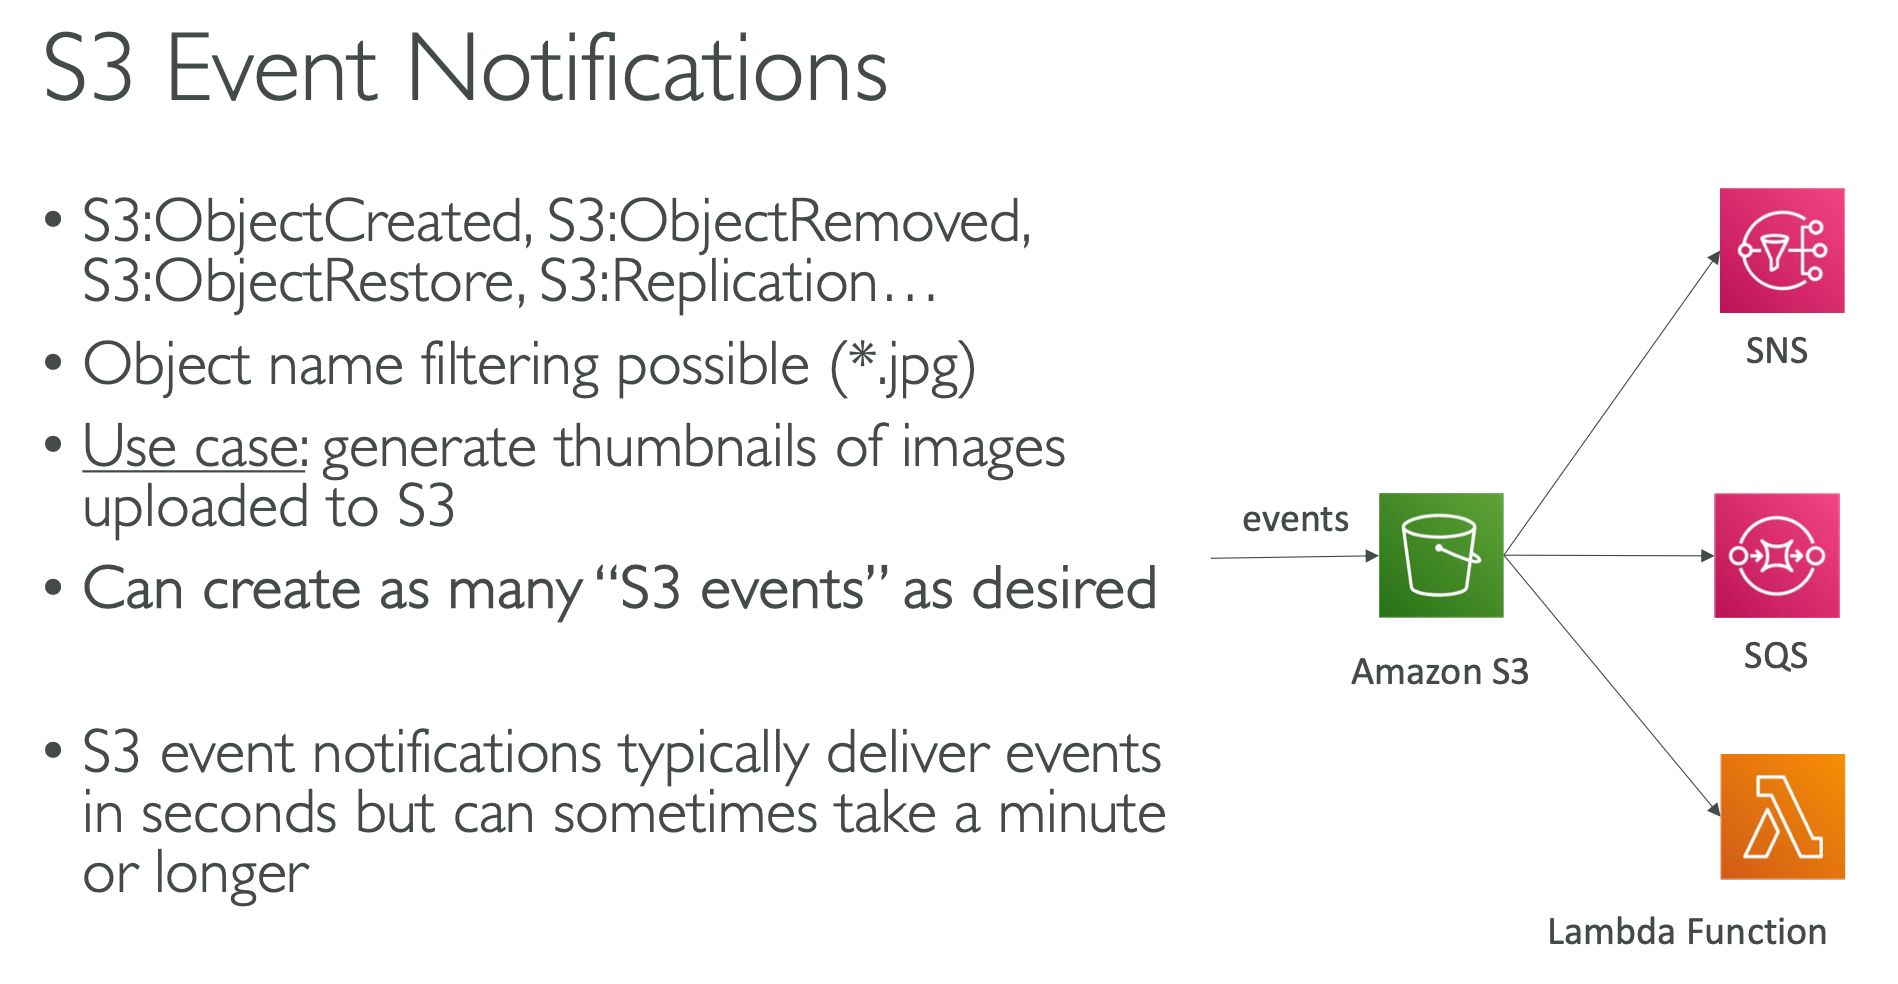 S3 Event Notifications
• S3:ObjectCreated, S3:ObjectRemoved,
S3:ObjectRestore, S3:Replication…
• Object name filtering possible (*.jpg)
• Use case: generate thumbnails of images
uploaded to S3
• Can create as many “S3 events” as desired
• S3 event notifications typically deliver events
in seconds but can sometimes take a minute
or longer
events
Amazon S3
SNS
SQS
Lambda Function